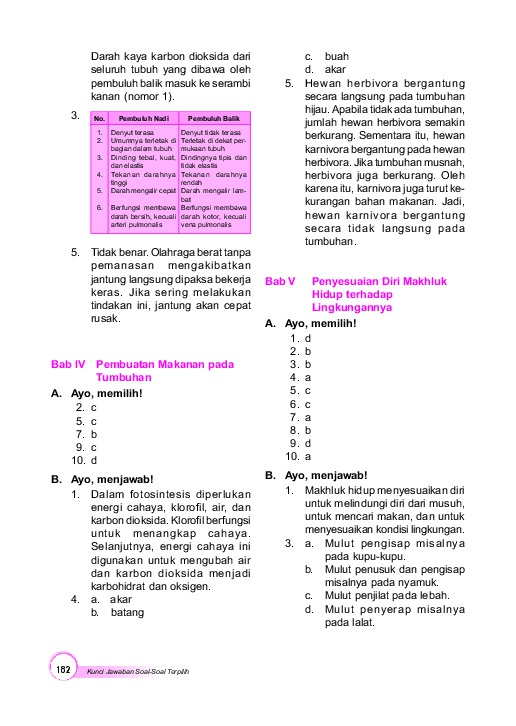 Darah kaya karbon dioksida dari
seluruh tubuh yang dibawa oleh
pembuluh balik masuk ke serambi
kanan (nomor 1).
3.
No. Pembuluh Nadi Pembuluh Balik
1. Denyut terasa Denyut tidak terasa
2. Umumnya terletak di Terletak di dekat per-
bagian dalam tubuh mukaan tubuh
3. Dinding tebal, kuat, Dindingnya tipis dan
dan elastis tidak elastis
4. Tekanan darahnya Tekanan darahnya
tinggi rendah
5. Darah mengalir cepat Darah mengalir lam-
bat
6. Berfungsi membawa Berfungsi membawa
darah bersih, kecuali darah kotor, kecuali
arteri pulmonalis vena pulmonalis
5. Tidak benar. Olahraga berat tanpa
pemanasan mengakibatkan
jantung langsung dipaksa bekerja
keras. Jika sering melakukan
tindakan ini, jantung akan cepat
rusak.
Bab IV Pembuatan Makanan pada
Tumbuhan
A. Ayo, memilih!
2. c
5. c
7. b
9. c
10. d
B. Ayo, menjawab!
1. Dalam fotosintesis diperlukan
energi cahaya, klorofil, air, dan
karbon dioksida. Klorofil berfungsi
untuk menangkap cahaya.
Selanjutnya, energi cahaya ini
digunakan untuk mengubah air
dan karbon dioksida menjadi
karbohidrat dan oksigen.
4. a. akar
b. batang
c. buah
d. akar
5. Hewan herbivora bergantung
secara langsung pada tumbuhan
hijau. Apabila tidak ada tumbuhan,
jumlah hewan herbivora semakin
berkurang. Sementara itu, hewan
karnivora bergantung pada hewan
herbivora. Jika tumbuhan musnah,
herbivora juga berkurang. Oleh
karena itu, karnivora juga turut ke-
kurangan bahan makanan. Jadi,
hewan karnivora bergantung
secara tidak langsung pada
tumbuhan.
Bab V Penyesuaian Diri Makhluk
Hidup terhadap
Lingkungannya
A. Ayo, memilih!
1. d
2. b
3. b
4. a
5. c
6. c
7. a
8. b
9. d
10. a
B. Ayo, menjawab!
1. Makhluk hidup menyesuaikan diri
untuk melindungi diri dari musuh,
untuk mencari makan, dan untuk
menyesuaikan kondisi lingkungan.
3. a. Mulut pengisap misalnya
pada kupu-kupu.
b. Mulut penusuk dan pengisap
misalnya pada nyamuk.
c. Mulut penjilat pada lebah.
d. Mulut penyerap misalnya
pada lalat.
182 Kunci Jawaban Soal-Soal Terpilih